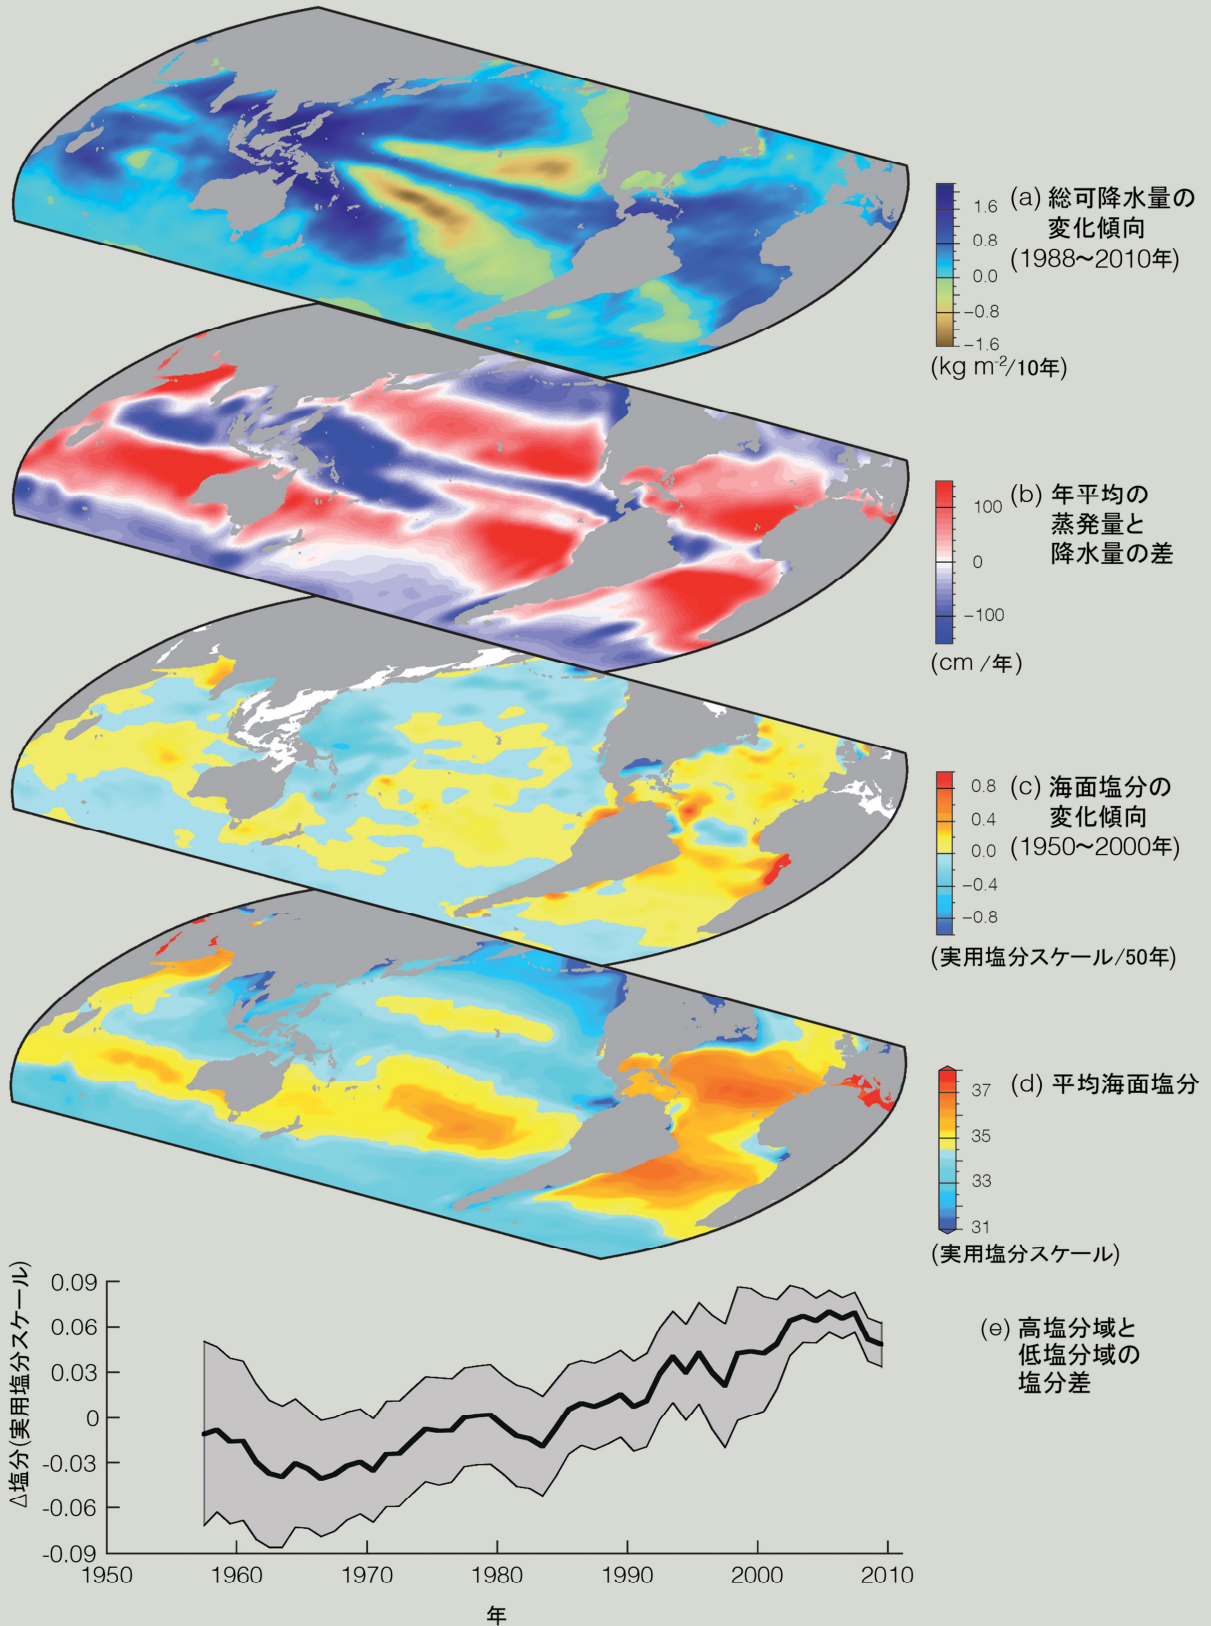 1.6
0.8
0.0
−0.8
−1.6
(a) 総可降水量の
変化傾向
(1988〜2010年)
(kg m⁻²/10年)
100
0
−100
(b) 年平均の
蒸発量と
降水量の差
(cm /年)
0.8
0.4
0.0
−0.4
−0.8
(c) 海面塩分の
変化傾向
(1950〜2000年)
(実用塩分スケール/50年)
37
35
33
31
(d) 平均海面塩分
(実用塩分スケール)
Δ塩分(実用塩分スケール)
0.09
0.06
0.03
0
-0.03
-0.06
-0.09
1950 1960 1970 1980 1990 2000 2010
年
(e) 高塩分域と
低塩分域の
塩分差